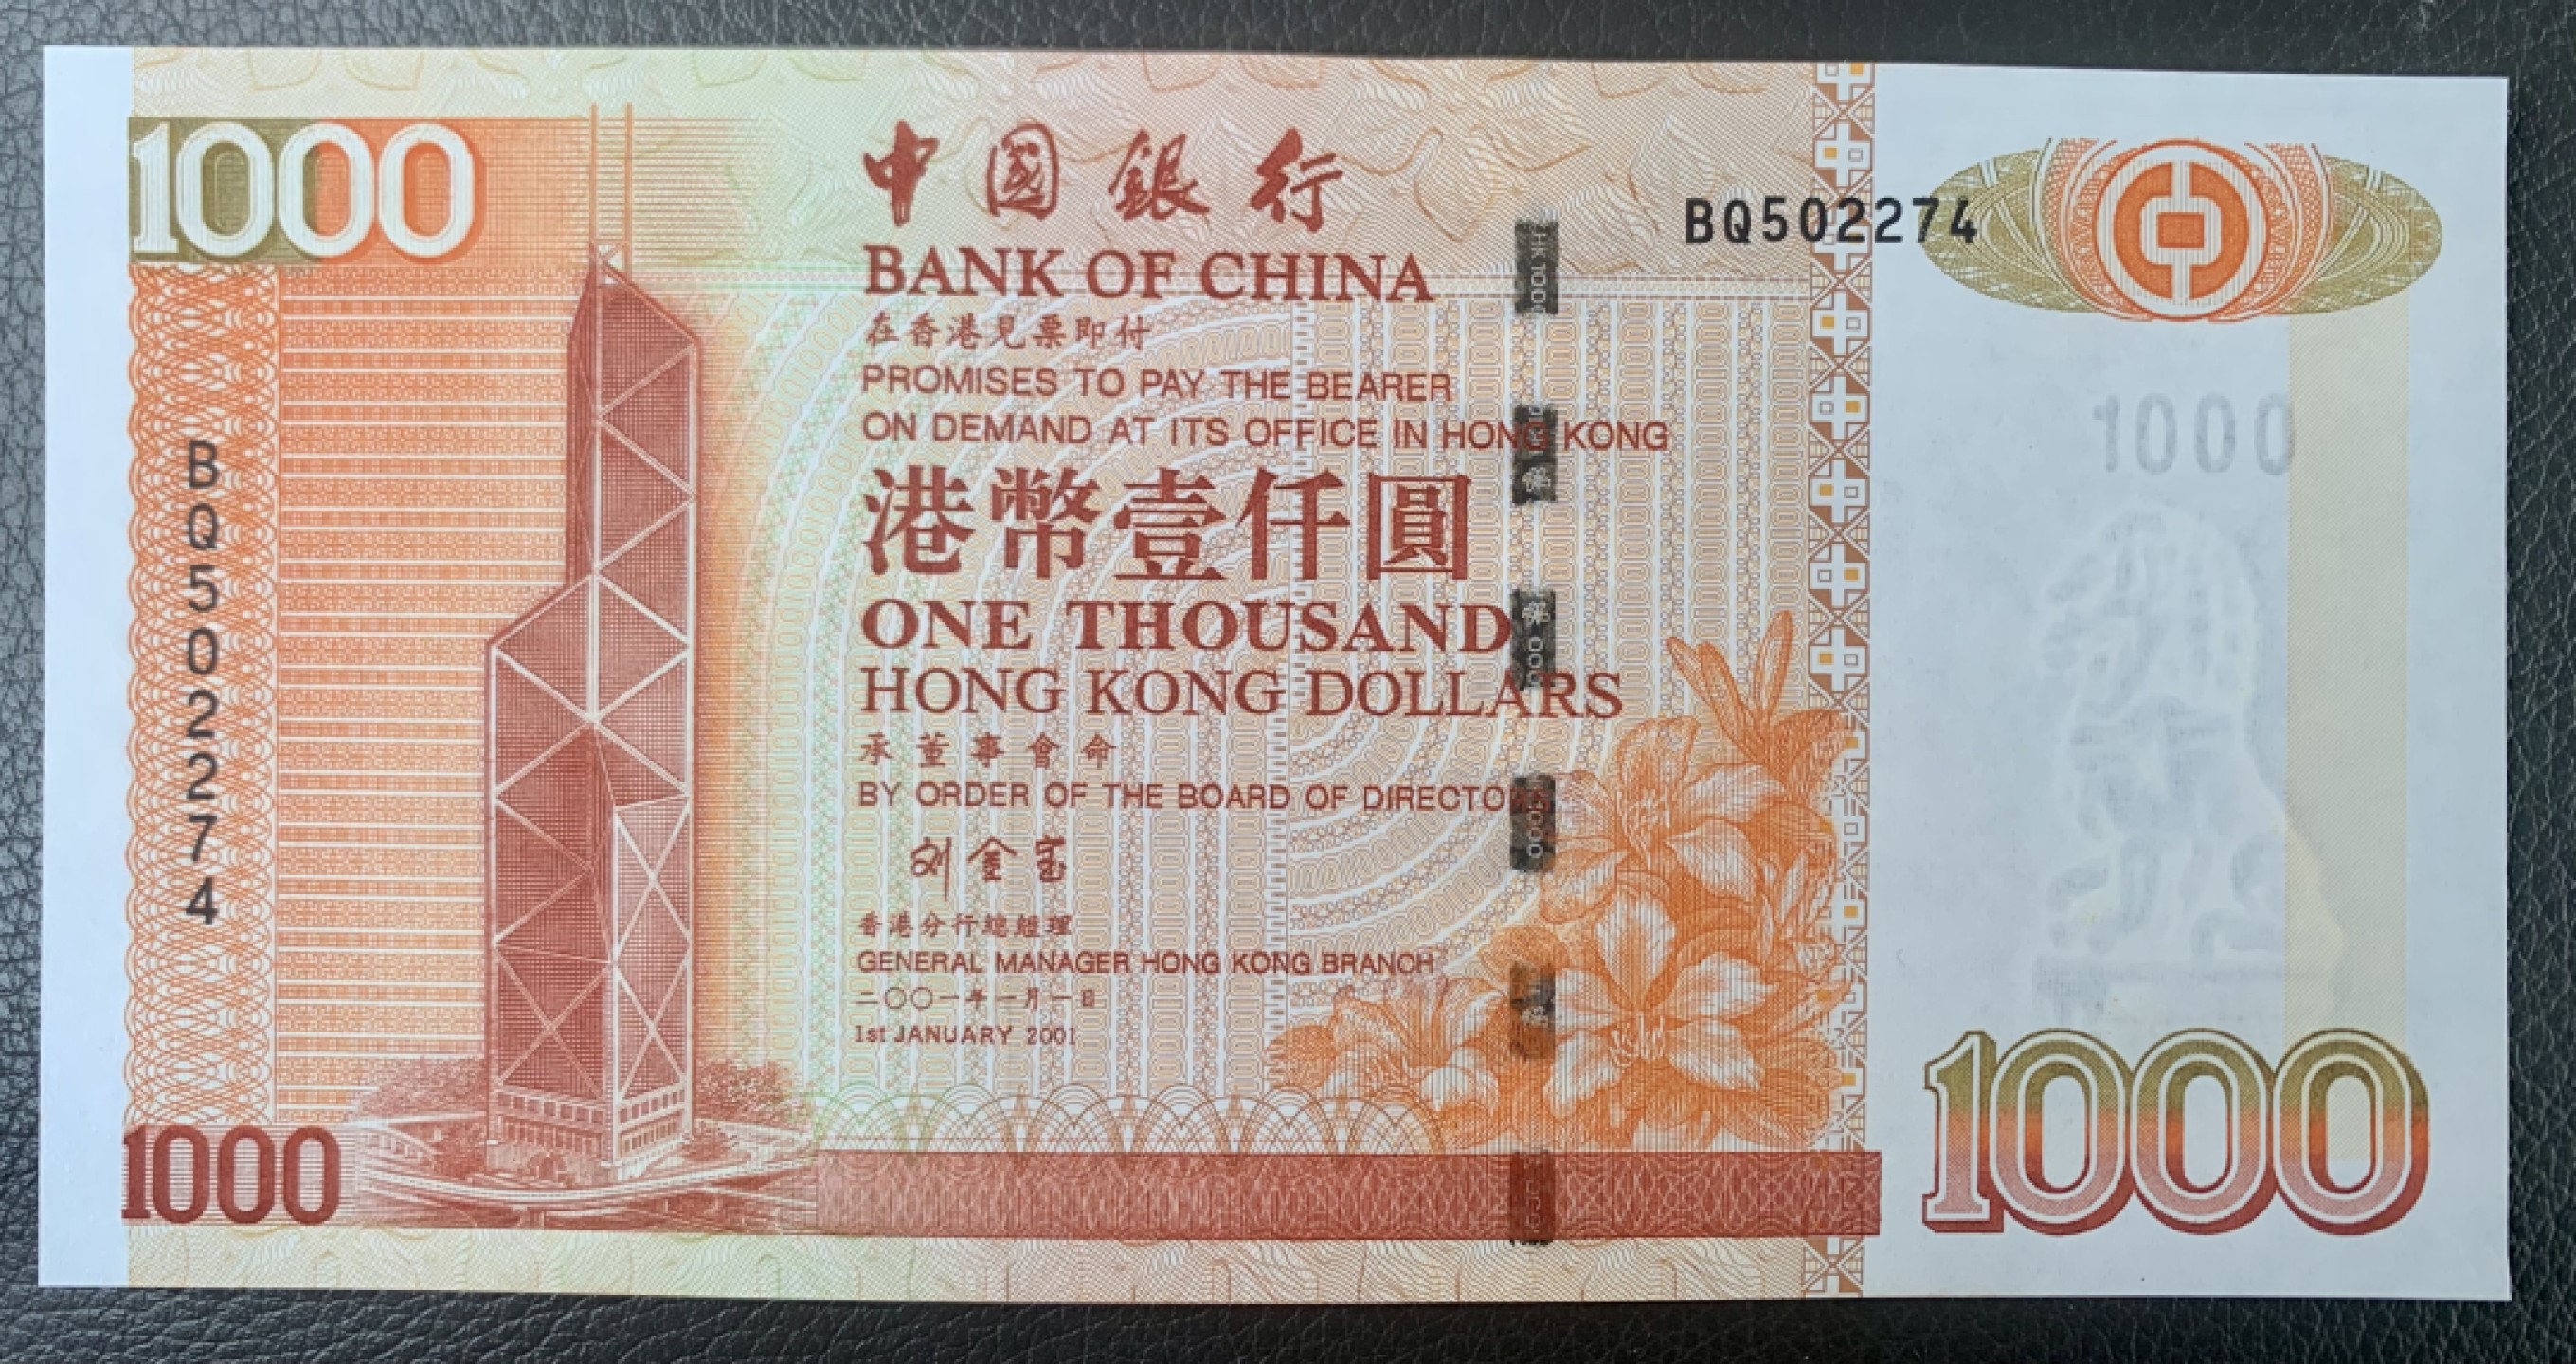 1000
中國銀行
BANK OF CHINA
BQ502274
在香港見票即付
PROMISES TO PAY THE BEARER
ON DEMAND AT ITS OFFICE IN HONG KONG
1000
港幣壹仟圓
ONE THOUSAND
HONG KONG DOLLARS
BQ502274
承董事會命
BY ORDER OF THE BOARD OF DIRECTORS
刘金宝
香港分行總經理
GENERAL MANAGER HONG KONG BRANCH
二〇〇一年一月一日
1st JANUARY 2001
1000
1000